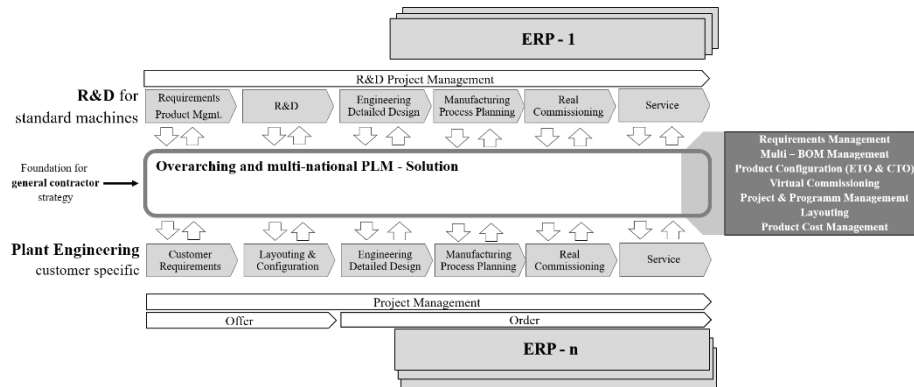 ERP - 1
R&D Project Management
R&D for
standard machines
Requirements
Product Mgmt.
R&D
Engineering
Detailed Design
Manufacturing
Process Planning
Real
Commissioning
Service
Foundation for
general contractor
strategy
Overarching and multi-national PLM - Solution
Requirements Management
Multi – BOM Management
Product Configuration (ETO & CTO)
Virtual Commissioning
Project & Programm Managememt
Layouting
Product Cost Management
Plant Engineering
customer specific
Customer
Requirements
Layouting &
Configuration
Engineering
Detailed Design
Manufacturing
Process Planning
Real
Commissioning
Service
Project Management
Offer
Order
ERP - n